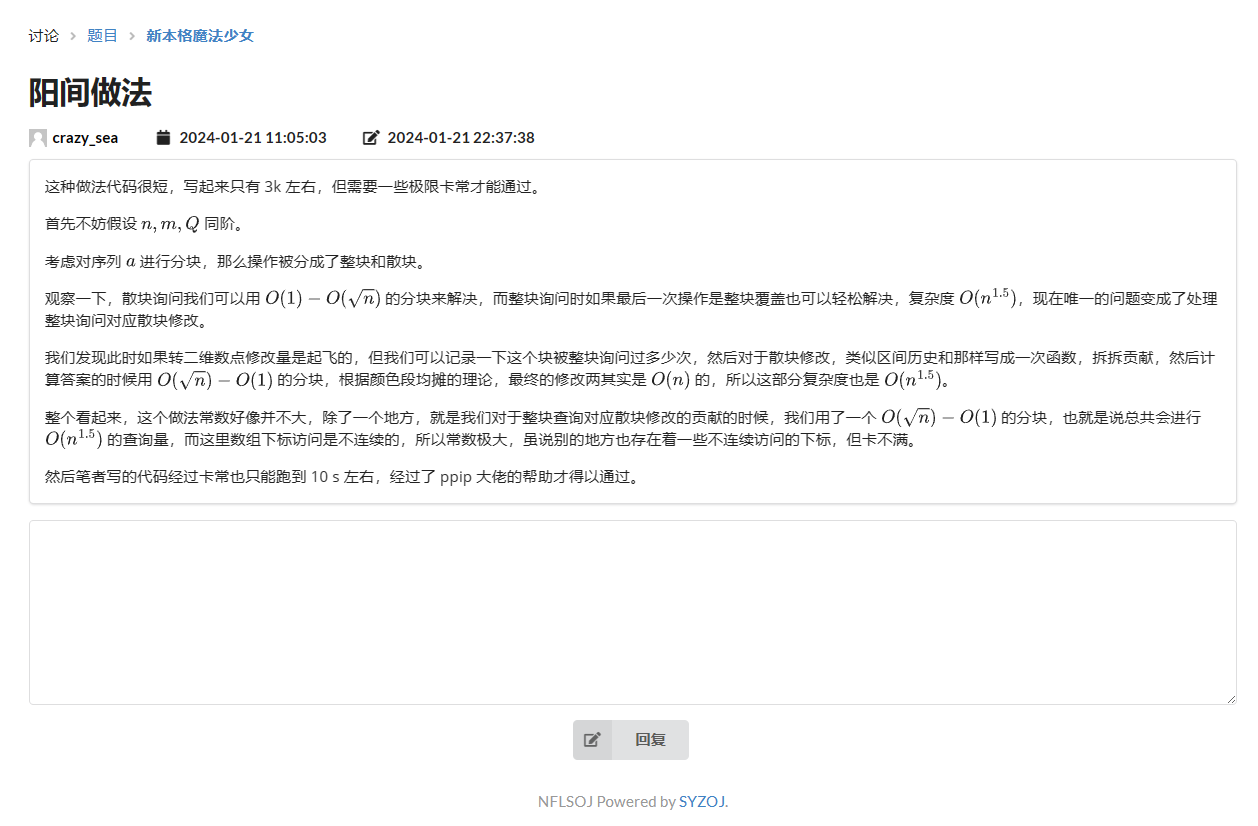 讨论 > 题目 > 新本格魔法少女
阳间做法
crazy_sea 2024-01-21 11:05:03 2024-01-21 22:37:38
这种做法代码很短，写起来只有 3k 左右，但需要一些极限卡常才能通过。
首先不妨假设 n, m, Q 同阶。
考虑对序列 a 进行分块，那么操作被分成了整块和散块。
观察一下，散块询问我们可以用 O(1) − O(√n) 的分块来解决，而整块询问时如果最后一次操作是整块覆盖也可以轻松解决，复杂度 O(n^1.5)，现在唯一的问题变成了处理
整块询问对应散块修改。
我们发现此时如果转二维数点修改量是起飞的，但我们可以记录一下这个块被整块询问过多少次，然后对于散块修改，类似区间历史和那样写成一次函数，拆拆贡献，然后计
算答案的时候用 O(√n) − O(1) 的分块，根据颜色段均摊的理论，最终的修改两其实是 O(n) 的，所以这部分复杂度也是 O(n^1.5)。
整个看起来，这个做法常数好像并不大，除了一个地方，就是我们对于整块查询对应散块修改的贡献的时候，我们用了一个 O(√n) − O(1) 的分块，也就是说总共会进行
O(n^1.5) 的查询量，而这里数组下标访问是不连续的，所以常数极大，虽说别的地方也存在着一些不连续访问的下标，但卡不满。
然后笔者写的代码经过卡常也只能跑到 10 s 左右，经过了 ppip 大佬的帮助才得以通过。
回复
NFLSOJ Powered by SYZOJ.